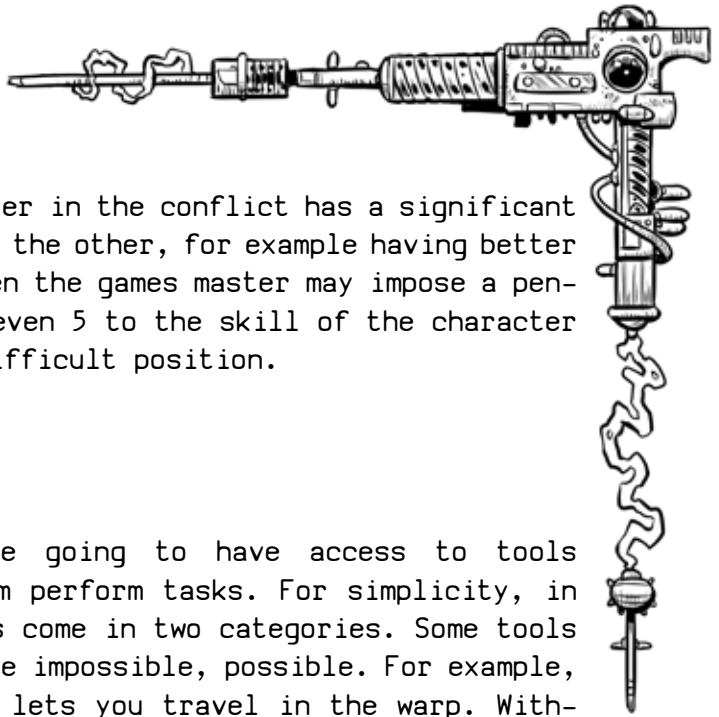 er in the conflict has a significant
the other, for example having better
en the games master may impose a pen-
even 5 to the skill of the character
ifficult position.
e going to have access to tools
m perform tasks. For simplicity, in
s come in two categories. Some tools
e impossible, possible. For example,
lets you travel in the warp. With-